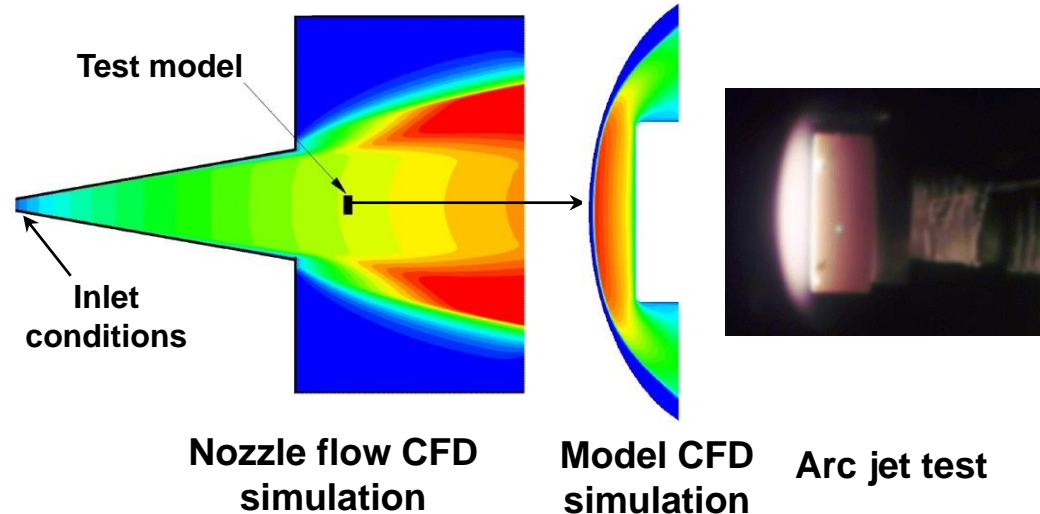 Test model
Inlet
conditions
Nozzle flow CFD
simulation
Model CFD
simulation
Arc jet test